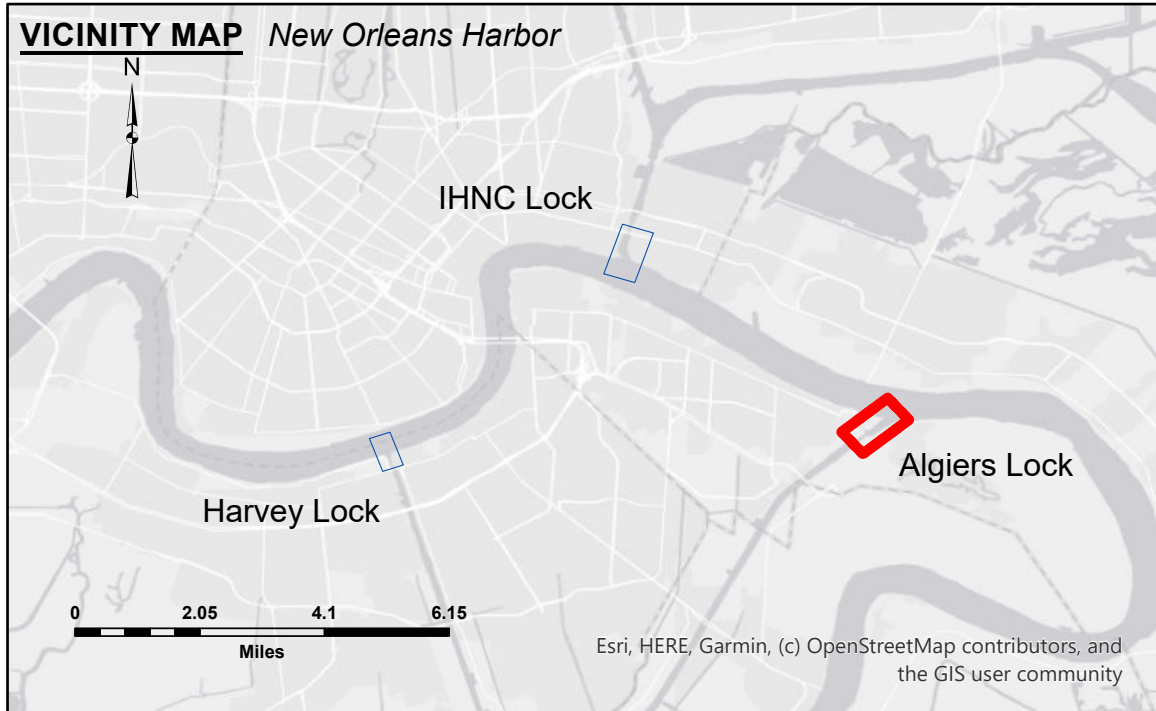 VICINITY MAP New Orleans Harbor
N
IHNC Lock
Algiers Lock
Harvey Lock
0 2.05 4.1 6.15
Miles
Esri, HERE, Garmin, (c) OpenStreetMap contributors, and
the GIS user community